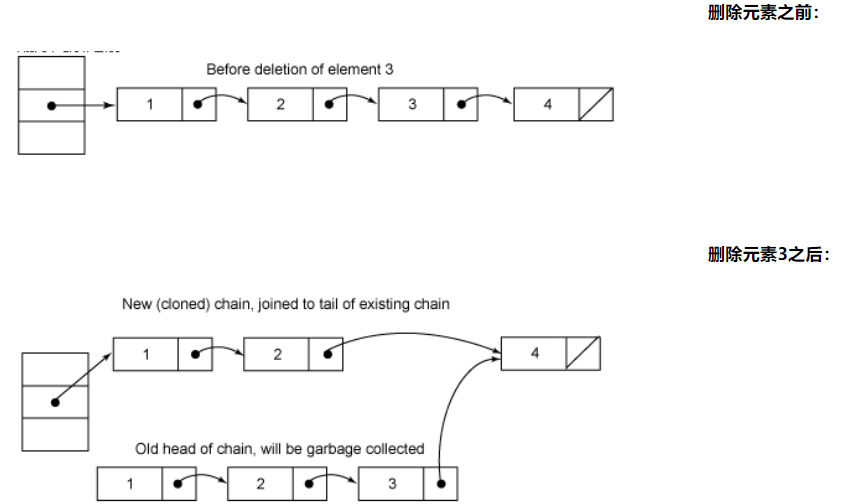 删除元素之前：
Before deletion of element 3
1 2 3 4
删除元素3之后：
New (cloned) chain, joined to tail of existing chain
1 2 4
Old head of chain, will be garbage collected
1 2 3